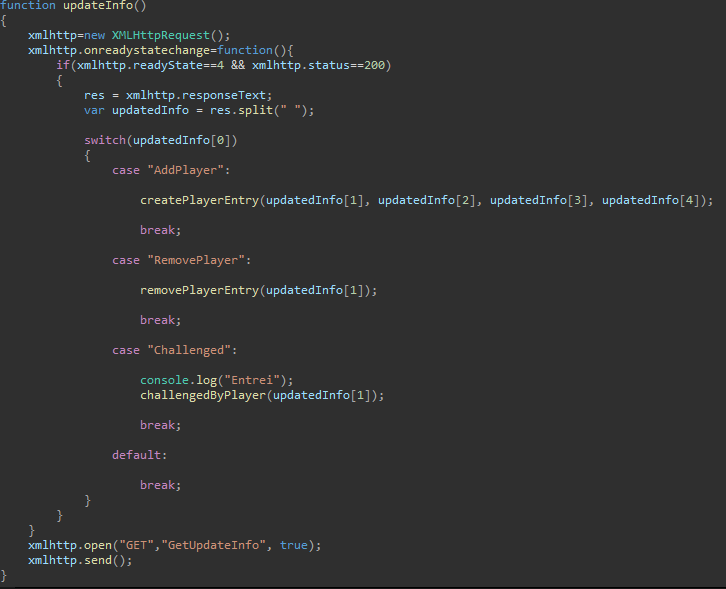 function updateInfo()
{
    xmlhttp=new XMLHttpRequest();
    xmlhttp.onreadystatechange=function(){
        if(xmlhttp.readyState==4 && xmlhttp.status==200)
        {
            res = xmlhttp.responseText;
            var updatedInfo = res.split(" ");

            switch(updatedInfo[0])
            {
                case "AddPlayer":

                    createPlayerEntry(updatedInfo[1], updatedInfo[2], updatedInfo[3], updatedInfo[4]);

                    break;

                case "RemovePlayer":

                    removePlayerEntry(updatedInfo[1]);

                    break;

                case "Challenged":

                    console.log("Entrei");
                    challengedByPlayer(updatedInfo[1]);

                    break;

                default:

                    break;
            }
        }
    }
    xmlhttp.open("GET","GetUpdateInfo", true);
    xmlhttp.send();
}